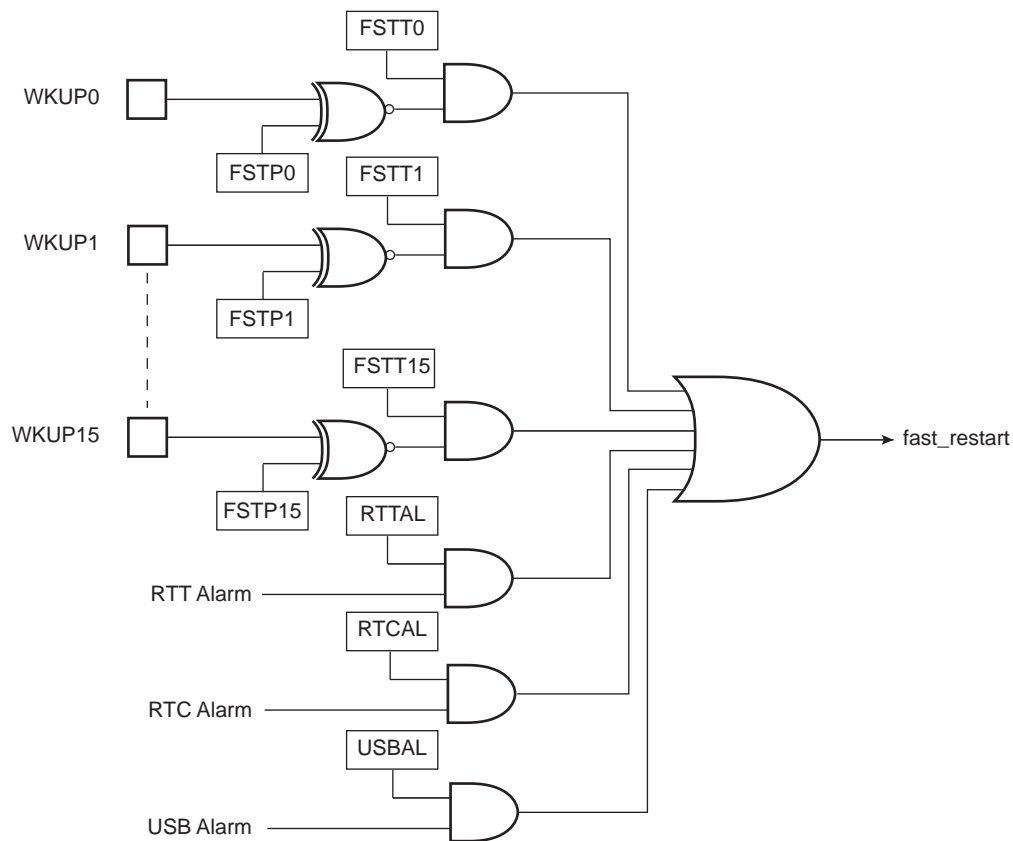 FSTT0
WKUP0
FSTP0
FSTT1
WKUP1
FSTP1
FSTT15
WKUP15
fast_restart
FSTP15
RTTAL
RTT Alarm
RTCAL
RTC Alarm
USBAL
USB Alarm